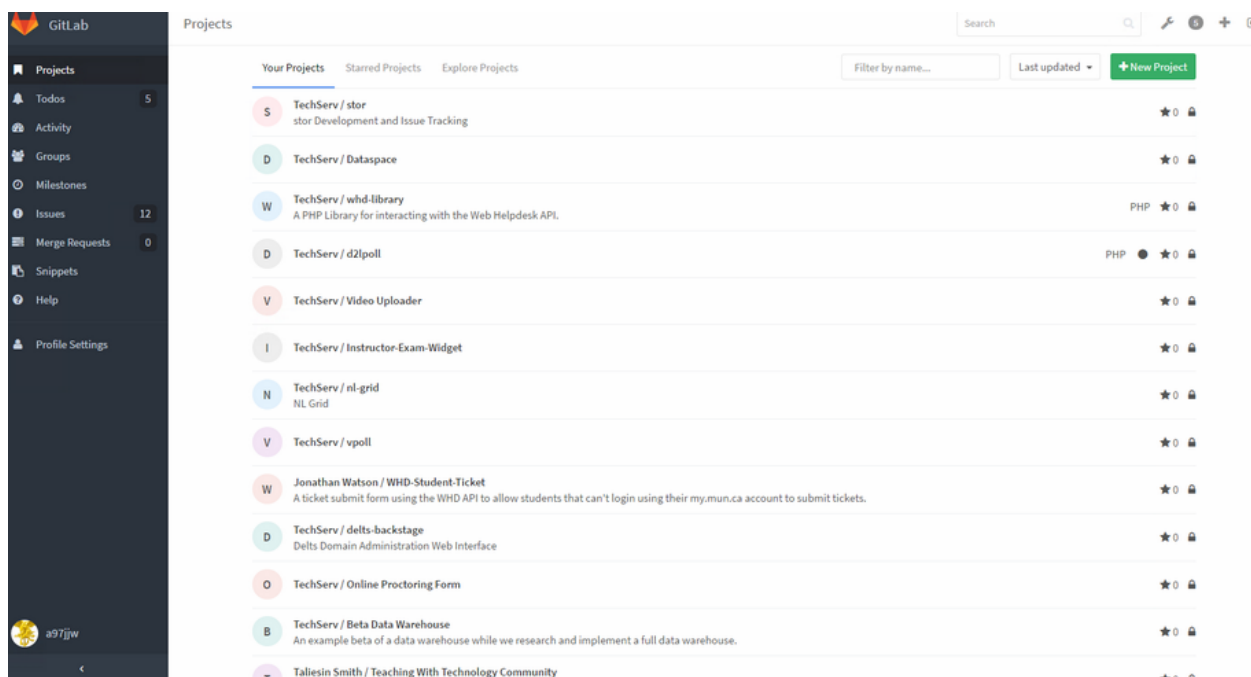 GitLab
Projects
Search
S
Projects
Todos 5
Activity
Groups
Milestones
Issues 12
Merge Requests 0
Snippets
Help
Profile Settings
a97jjw
Your Projects Starred Projects Explore Projects
Filter by name...
Last updated
New Project
S
TechServ / stor
stor Development and Issue Tracking
0
D
TechServ / Dataspace
0
W
TechServ / whd-library
A PHP Library for interacting with the Web Helpdesk API.
PHP 0
D
TechServ / d2lpoll
PHP 0
V
TechServ / Video Uploader
0
I
TechServ / Instructor-Exam-Widget
0
N
TechServ / nl-grid
NL Grid
0
V
TechServ / vpoll
0
W
Jonathan Watson / WHD-Student-Ticket
A ticket submit form using the WHD API to allow students that can't login using their my.mun.ca account to submit tickets.
0
D
TechServ / delts-backstage
Delts Domain Administration Web Interface
0
O
TechServ / Online Proctoring Form
0
B
TechServ / Beta Data Warehouse
An example beta of a data warehouse while we research and implement a full data warehouse.
0
Taliesin Smith / Teaching With Technology Community